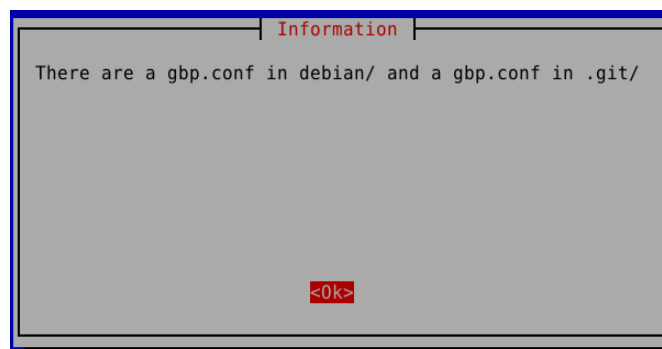 Information
There are a gbp.conf in debian/ and a gbp.conf in .git/
<Ok>